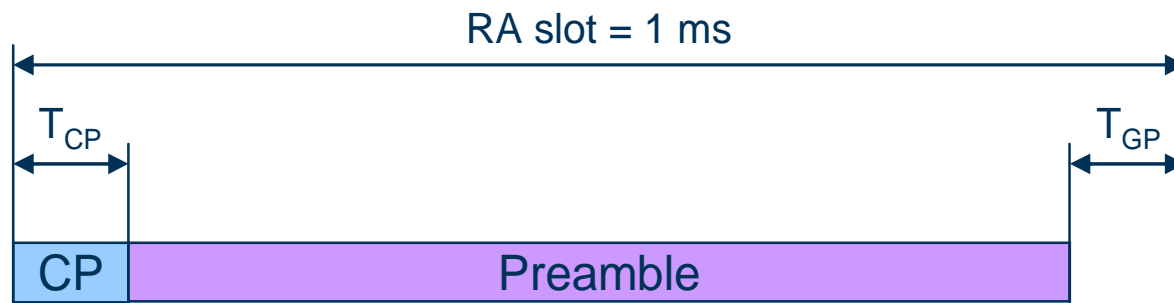 RA slot = 1 ms
T_CP
T_GP
CP
Preamble